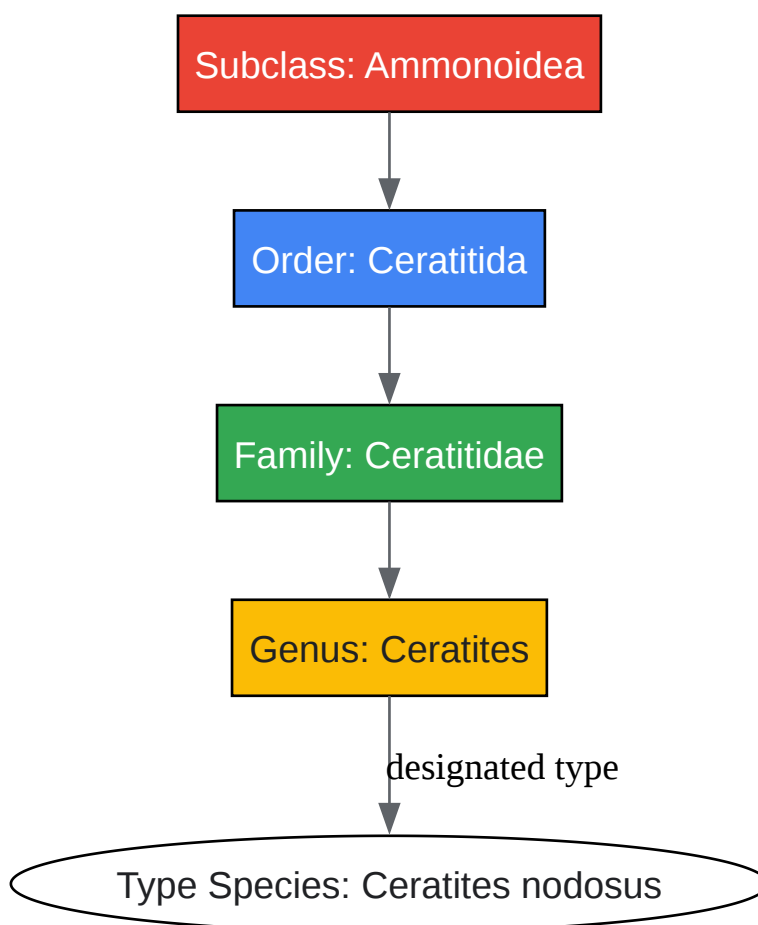 Subclass: Ammonoidea
Order: Ceratitida
Family: Ceratitidae
Genus: Ceratites
designated type
Type Species: Ceratites nodosus